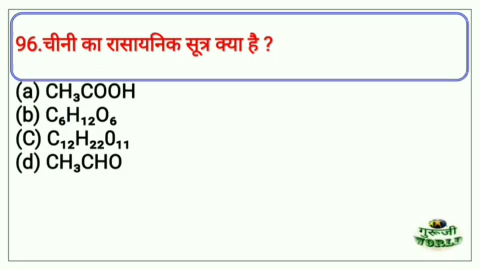 96.चीनी का रासायनिक सूत्र क्या है ?
(a) CH₃COOH
(b) C₆H₁₂O₆
(C) C₁₂H₂₂0₁₁
(d) CH₃CHO
गुरूजी
WORLD